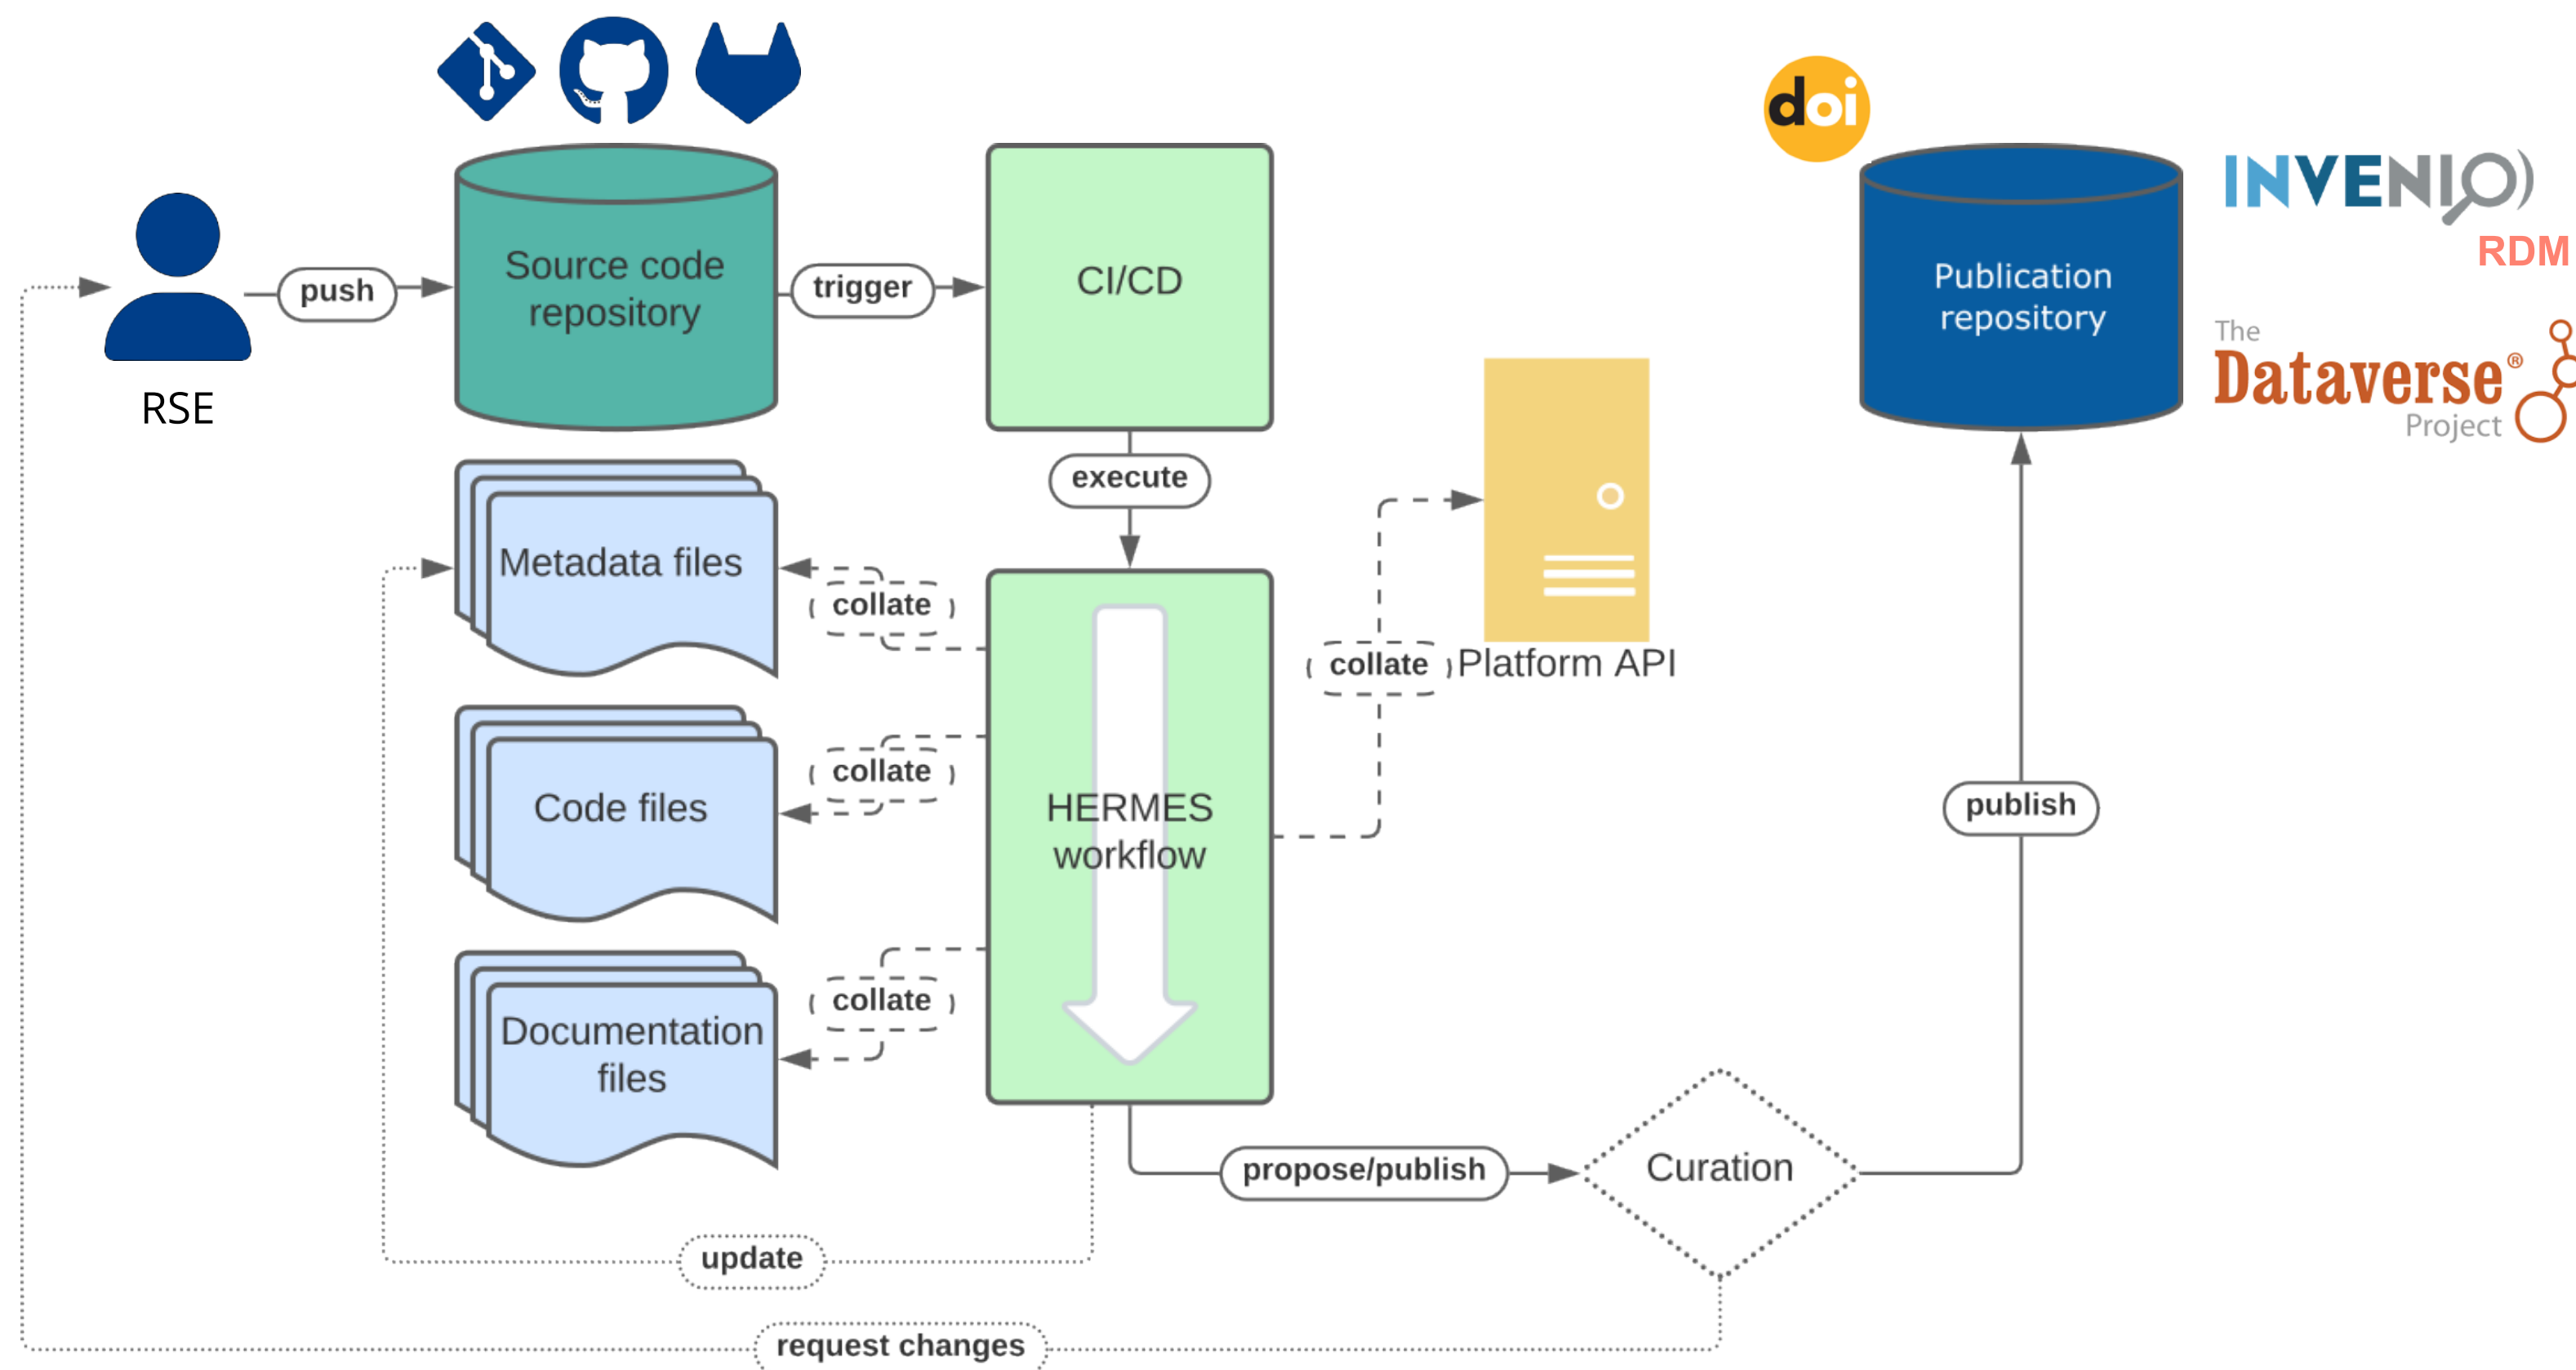 doi
INVENIO
RDM
The
Dataverse®
Project
RSE
push
Source code
repository
trigger
CI/CD
Publication
repository
execute
Metadata files
collate
Code files
collate
Documentation
files
collate
HERMES
workflow
collate
Platform API
publish
propose/publish
Curation
update
request changes